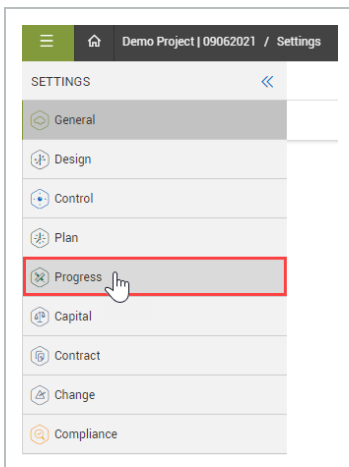 Demo Project | 09062021 / Settings
SETTINGS
General
Design
Control
Plan
Progress
Capital
Contract
Change
Compliance